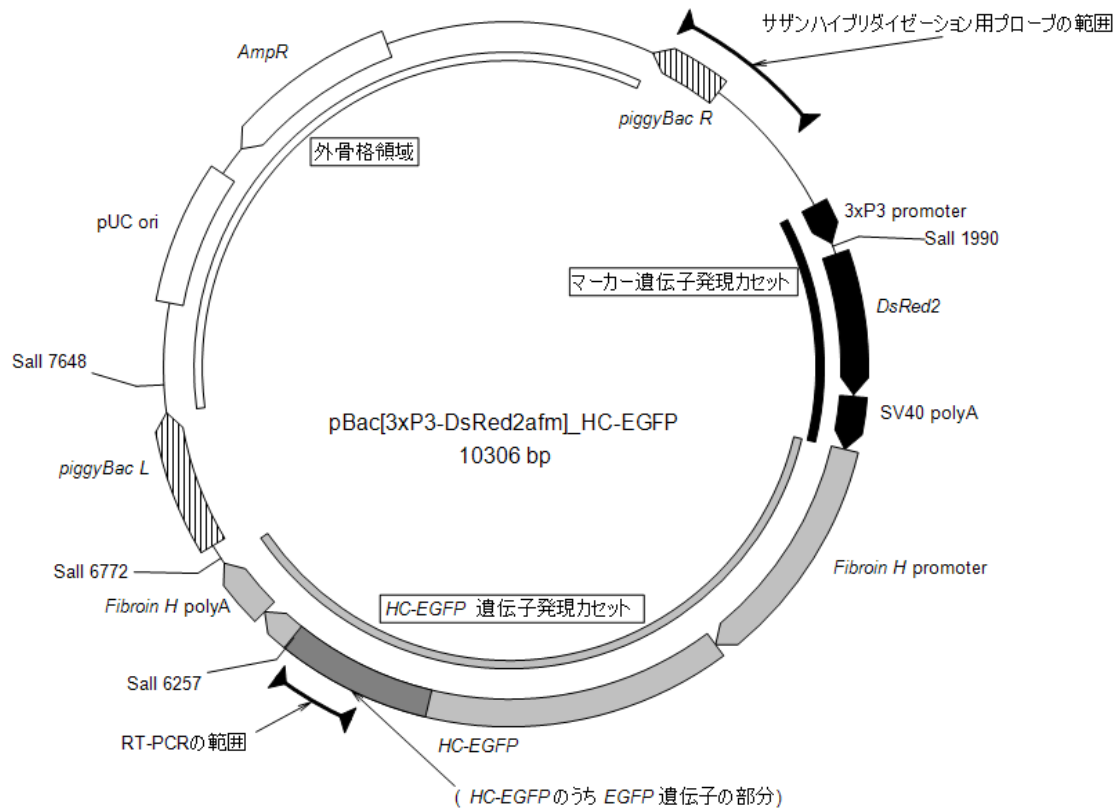 サザンハイブリダイゼーション用プローブの範囲
AmpR
piggyBac R
外骨格領域
pUC ori
3xP3 promoter
SalI 1990
マーカー遺伝子発現カセット
DsRed2
SalI 7648
SV40 polyA
pBac[3xP3-DsRed2afm]_HC-EGFP
10306 bp
piggyBac L
Fibroin H promoter
SalI 6772
Fibroin H polyA
HC-EGFP 遺伝子発現カセット
SalI 6257
RT-PCRの範囲
HC-EGFP
( HC-EGFPのうち EGFP 遺伝子の部分)